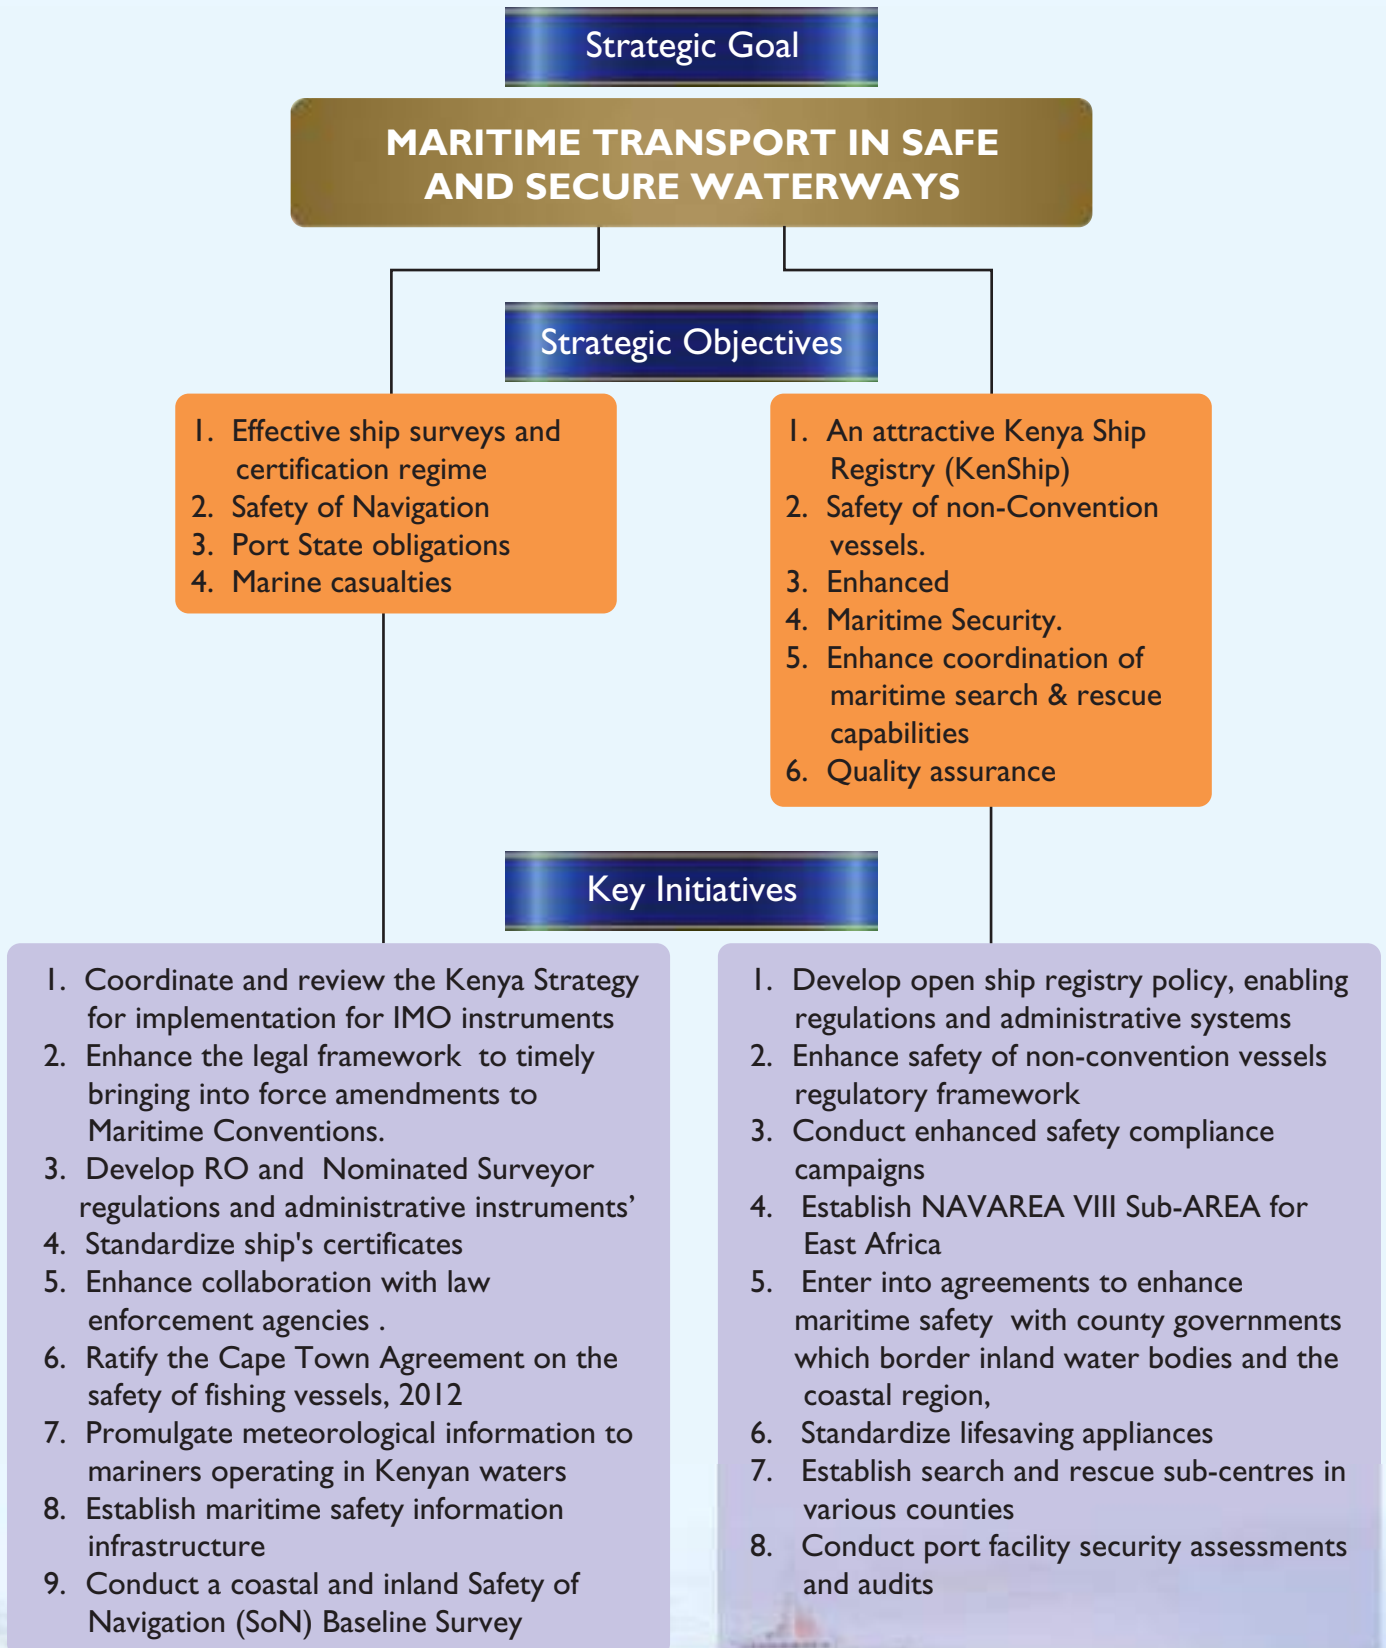 Strategic Goal
MARITIME TRANSPORT IN SAFE
AND SECURE WATERWAYS
Strategic Objectives
1. Effective ship surveys and
certification regime
2. Safety of Navigation
3. Port State obligations
4. Marine casualties
1. An attractive Kenya Ship
Registry (KenShip)
2. Safety of non-Convention
vessels.
3. Enhanced
4. Maritime Security.
5. Enhance coordination of
maritime search & rescue
capabilities
6. Quality assurance
Key Initiatives
1. Coordinate and review the Kenya Strategy
for implementation for IMO instruments
2. Enhance the legal framework to timely
bringing into force amendments to
Maritime Conventions.
3. Develop RO and Nominated Surveyor
regulations and administrative instruments’
4. Standardize ship's certificates
5. Enhance collaboration with law
enforcement agencies .
6. Ratify the Cape Town Agreement on the
safety of fishing vessels, 2012
7. Promulgate meteorological information to
mariners operating in Kenyan waters
8. Establish maritime safety information
infrastructure
9. Conduct a coastal and inland Safety of
Navigation (SoN) Baseline Survey
1. Develop open ship registry policy, enabling
regulations and administrative systems
2. Enhance safety of non-convention vessels
regulatory framework
3. Conduct enhanced safety compliance
campaigns
4. Establish NAVAREA VIII Sub-AREA for
East Africa
5. Enter into agreements to enhance
maritime safety with county governments
which border inland water bodies and the
coastal region,
6. Standardize lifesaving appliances
7. Establish search and rescue sub-centres in
various counties
8. Conduct port facility security assessments
and audits